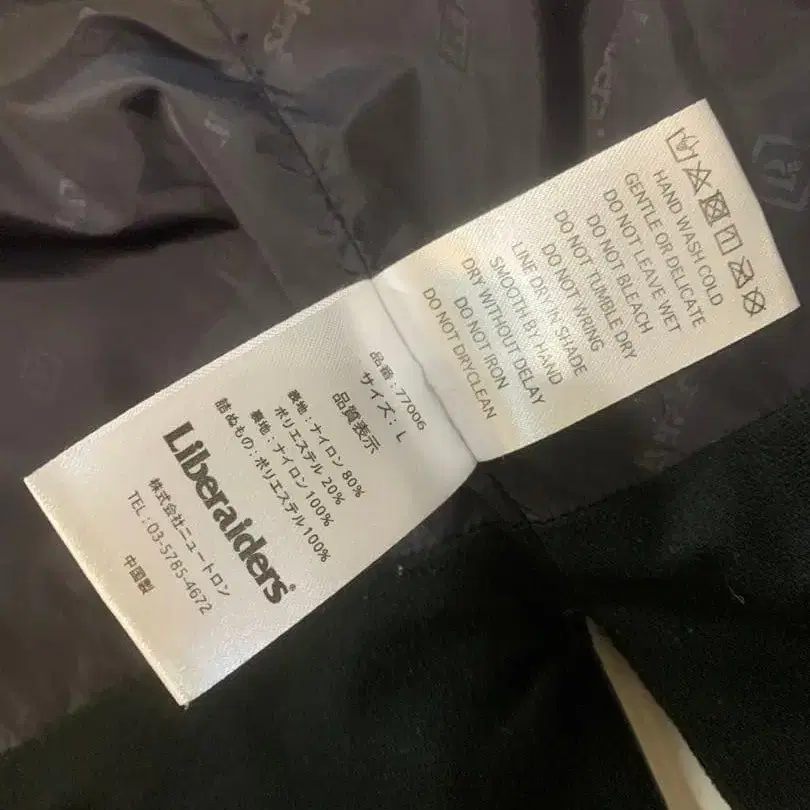 品番：77006
サイズ：L
品質表示
表地：ナイロン 80%
ポリエステル 20%
裏地：ナイロン 100%
詰めもの：ポリエステル 100%
Liberaiders®
株式会社ニュートロン
TEL：03-5785-4672
中国製
HAND WASH COLD
GENTLE OR DELICATE
DO NOT LEAVE WET
DO NOT BLEACH
DO NOT TUMBLE DRY
DO NOT WRING
LINE DRY IN SHADE
SMOOTH BY HAND
DRY WITHOUT DELAY
DO NOT IRON
DO NOT DRYCLEAN